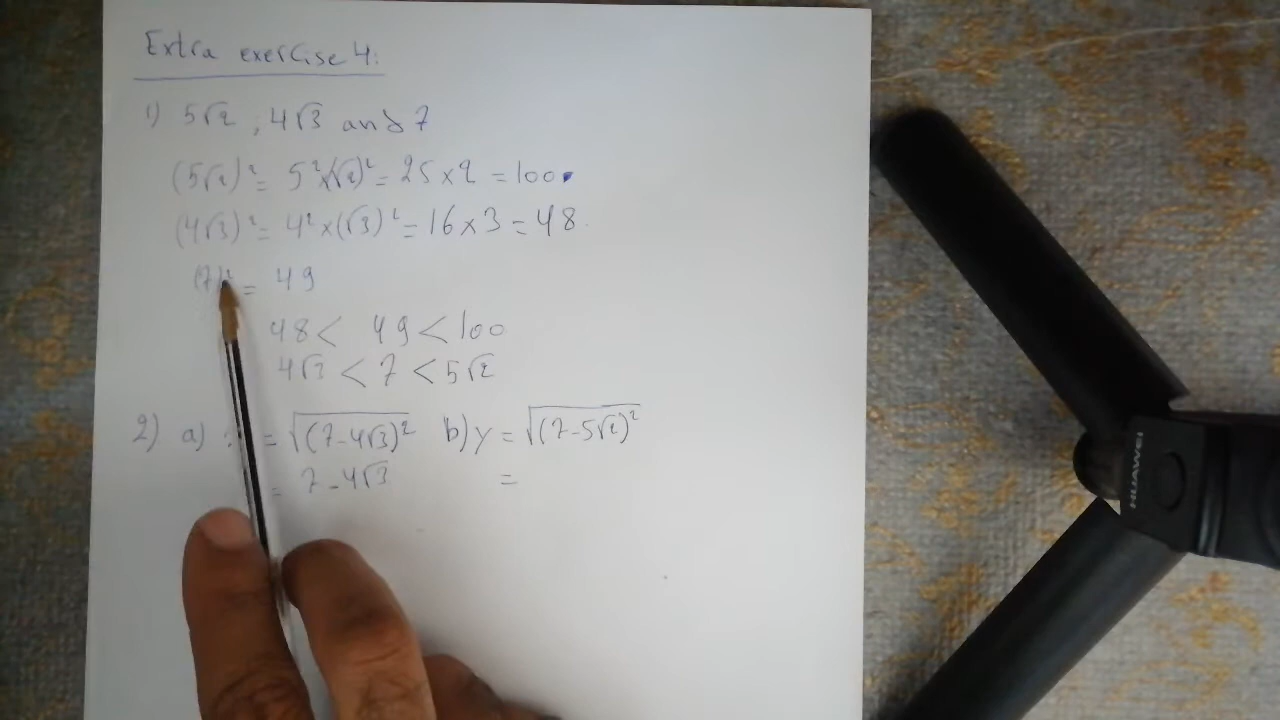 Extra exercise 4:
1) 5√2 , 4√3 and 7
(5√2)² = 5²×(√2)² = 25 × 2 = 100.
(4√3)² = 4² × (√3)² = 16 × 3 = 48.
(7)² = 49
48 < 49 < 100
4√3 < 7 < 5√2
2) a) = √(7-4√3)² b) y = √(7-5√2)²
= 7-4√3 =
HUAWEI